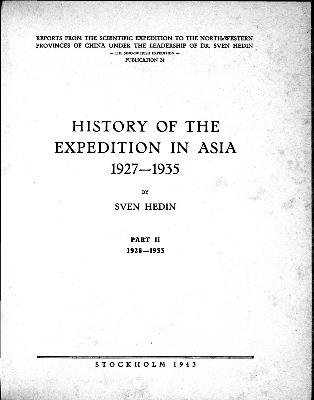 REPORTS FROM THE SCIENTIFIC EXPEDITION TO THE NORTH-WESTERN
PROVINCES OF CHINA UNDER THE LEADERSHIP OF DR. SVEN HEDIN
— THE SINO-SWEDISH EXPEDITION —
PUBLICATION 24
HISTORY OF THE
EXPEDITION IN ASIA
1927—1935
BY
SVEN HEDIN
PART II
1928—1933
STOCKHOLM 1943